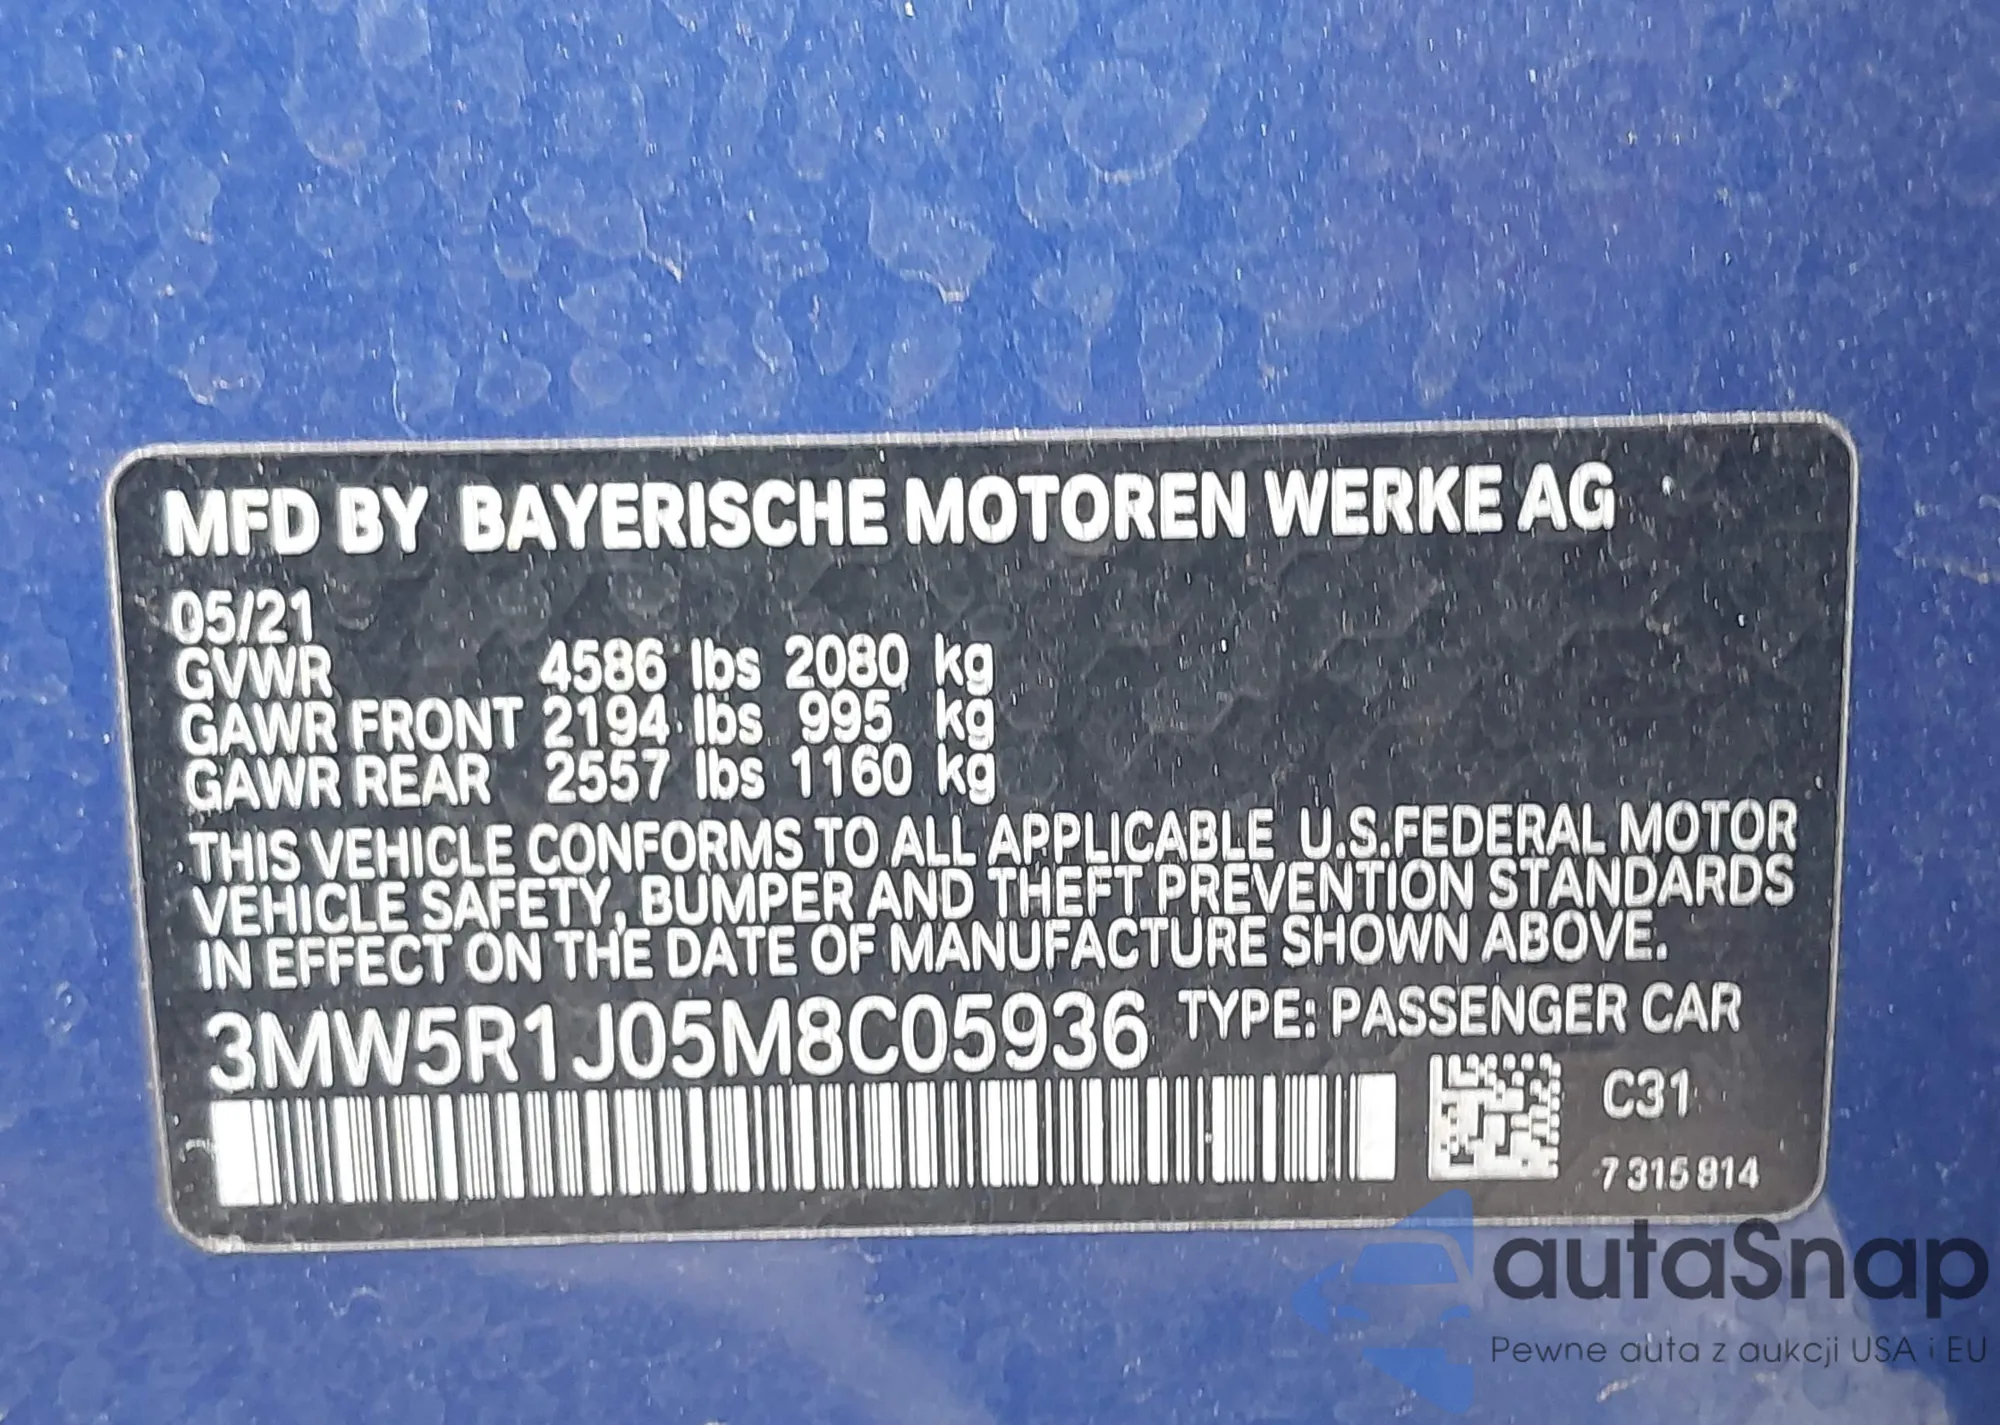 MFD BY BAYERISCHE MOTOREN WERKE AG
05/21
GVWR 4586 lbs 2080 kg
GAWR FRONT 2194 lbs 995 kg
GAWR REAR 2557 lbs 1160 kg
THIS VEHICLE CONFORMS TO ALL APPLICABLE U.S.FEDERAL MOTOR
VEHICLE SAFETY, BUMPER AND THEFT PREVENTION STANDARDS
IN EFFECT ON THE DATE OF MANUFACTURE SHOWN ABOVE.
3MW5R1J05M8C05936 TYPE: PASSENGER CAR
C31
7 315 814
autaSnap
Pewne auta z aukcji USA i EU